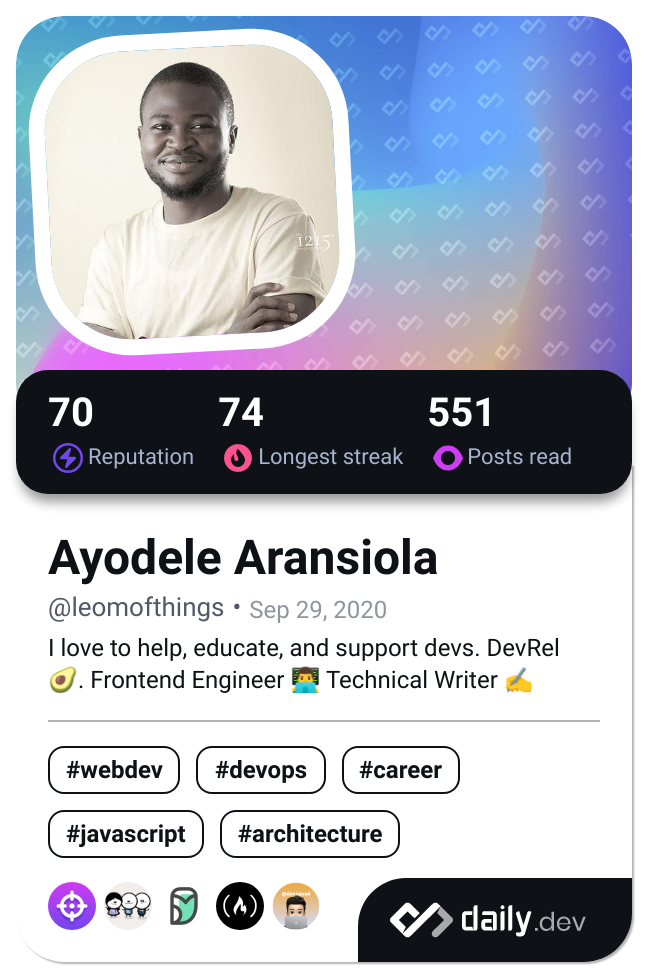 1215
70 74 551
Reputation Longest streak Posts read
Ayodele Aransiola
@leomofthings • Sep 29, 2020
I love to help, educate, and support devs. DevRel
🥑. Frontend Engineer 👨‍💻 Technical Writer ✍️
#webdev #devops #career
#javascript #architecture
daily.dev